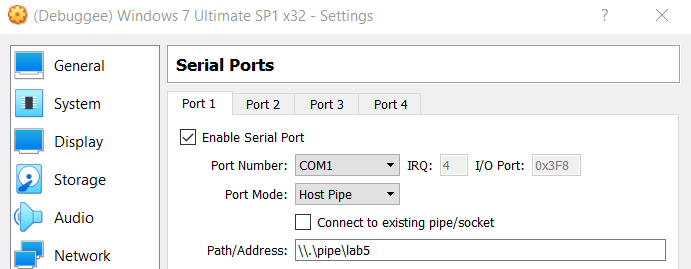 (Debuggee) Windows 7 Ultimate SP1 x32 - Settings ? ×
General
System
Display
Storage
Audio
Network
Serial Ports
Port 1 Port 2 Port 3 Port 4
Enable Serial Port
Port Number: COM1 IRQ: 4 I/O Port: 0x3F8
Port Mode: Host Pipe
Connect to existing pipe/socket
Path/Address: \\.\pipe\lab5